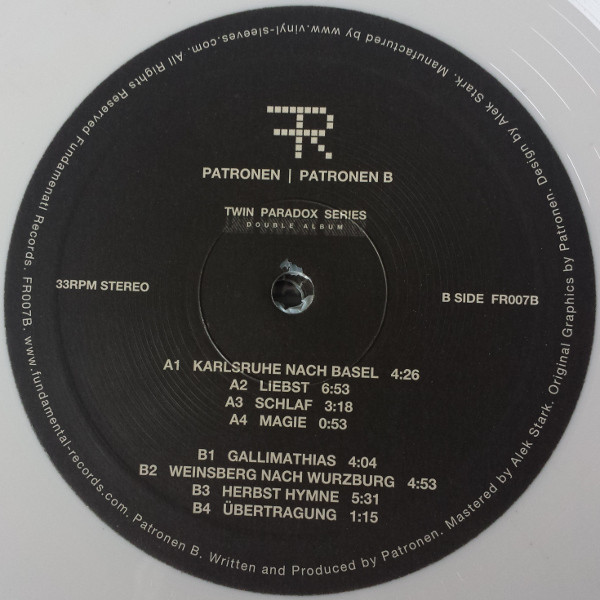 PATRONEN | PATRONEN B
TWIN PARADOX SERIES
DOUBLE ALBUM
33RPM STEREO
B SIDE FR007B
A1 KARLSRUHE NACH BASEL 4:26
A2 LIEBST 6:53
A3 SCHLAF 3:18
A4 MAGIE 0:53
B1 GALLIMATHIAS 4:04
B2 WEINSBERG NACH WURZBURG 4:53
B3 HERBST HYMNE 5:31
B4 ÜBERTRAGUNG 1:15
Patronen B. Written and Produced by Patronen. Mastered by Alek Stark. Original Graphics by Patronen. Design by Alek Stark. Manufactured by www.vinyl-sleeves.com. All Rights Reserved Fundamenatl Records. FR007B. www.fundamental-records.com.